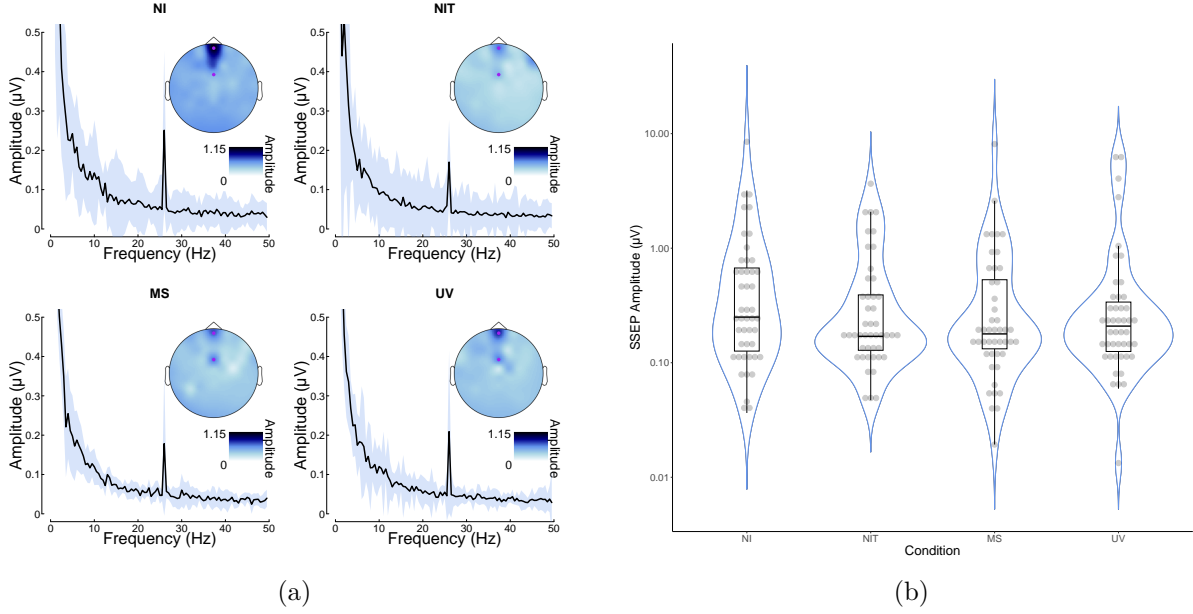 NI
0.5
0.4
0.3
0.2
0.1
0
Amplitude (µV)
0 10 20 30 40 50
Frequency (Hz)
1.15
0
Amplitude
NIT
0.5
0.4
0.3
0.2
0.1
0
Amplitude (µV)
0 10 20 30 40 50
Frequency (Hz)
1.15
0
Amplitude
MS
0.5
0.4
0.3
0.2
0.1
0
Amplitude (µV)
0 10 20 30 40 50
Frequency (Hz)
1.15
0
Amplitude
UV
0.5
0.4
0.3
0.2
0.1
0
Amplitude (µV)
0 10 20 30 40 50
Frequency (Hz)
1.15
0
Amplitude
(a)
SSEP Amplitude (µV)
10.00
1.00
0.10
0.01
NI NIT MS UV
Condition
(b)